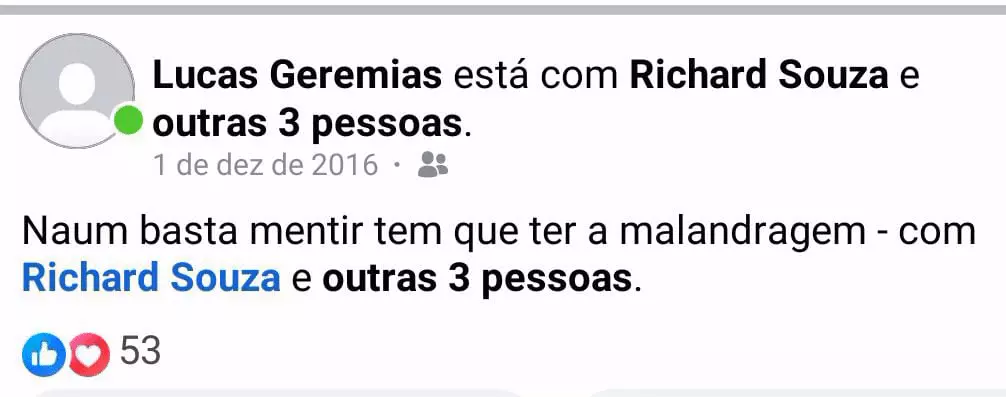 Lucas Geremias está com Richard Souza e
outras 3 pessoas.
1 de dez de 2016 ·
Naum basta mentir tem que ter a malandragem - com
Richard Souza e outras 3 pessoas.
53